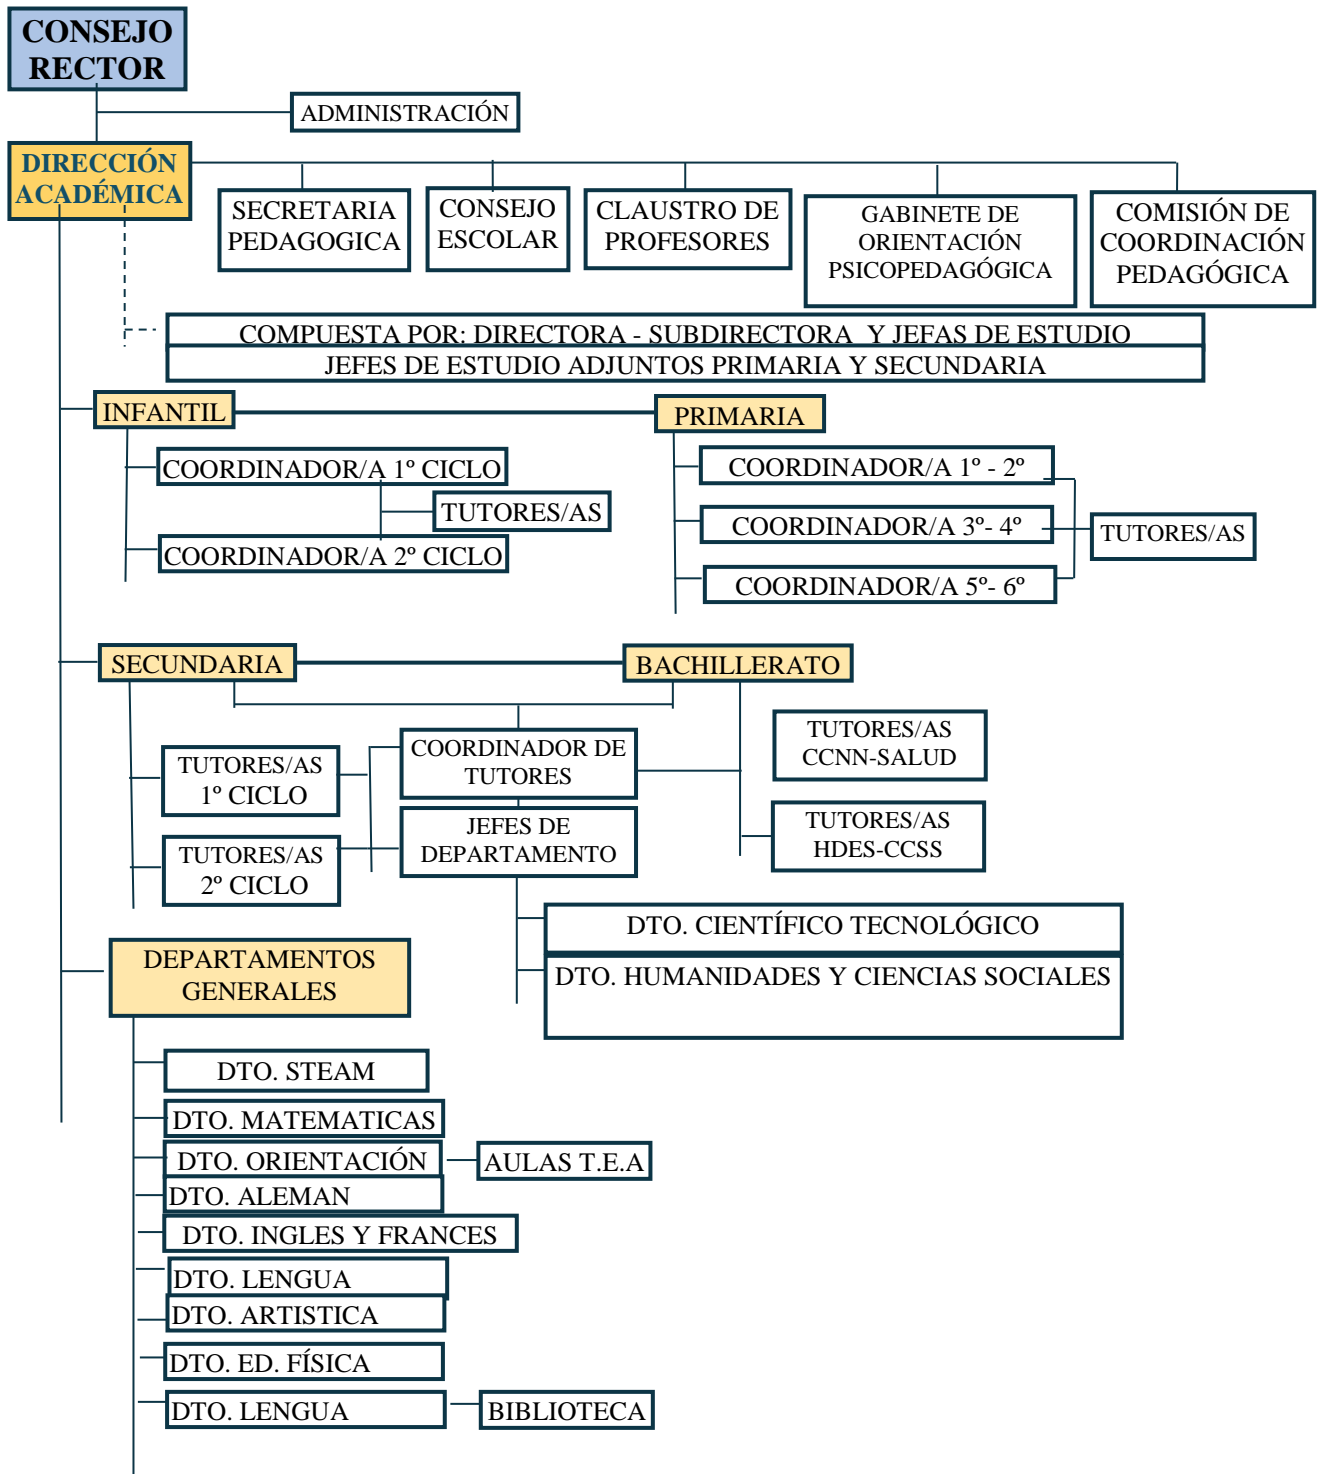 CONSEJO
RECTOR
ADMINISTRACIÓN
DIRECCIÓN
ACADÉMICA
SECRETARIA
PEDAGOGICA
CONSEJO
ESCOLAR
CLAUSTRO DE
PROFESORES
GABINETE DE
ORIENTACIÓN
PSICOPEDAGÓGICA
COMISIÓN DE
COORDINACIÓN
PEDAGÓGICA
COMPUESTA POR: DIRECTORA - SUBDIRECTORA Y JEFAS DE ESTUDIO
JEFES DE ESTUDIO ADJUNTOS PRIMARIA Y SECUNDARIA
INFANTIL
PRIMARIA
COORDINADOR/A 1º CICLO
TUTORES/AS
COORDINADOR/A 2º CICLO
COORDINADOR/A 1º - 2º
COORDINADOR/A 3º- 4º
COORDINADOR/A 5º- 6º
TUTORES/AS
SECUNDARIA
BACHILLERATO
TUTORES/AS
1º CICLO
TUTORES/AS
2º CICLO
COORDINADOR DE
TUTORES
JEFES DE
DEPARTAMENTO
TUTORES/AS
CCNN-SALUD
TUTORES/AS
HDES-CCSS
DTO. CIENTÍFICO TECNOLÓGICO
DTO. HUMANIDADES Y CIENCIAS SOCIALES
DEPARTAMENTOS
GENERALES
DTO. STEAM
DTO. MATEMATICAS
DTO. ORIENTACIÓN
AULAS T.E.A
DTO. ALEMAN
DTO. INGLES Y FRANCES
DTO. LENGUA
DTO. ARTISTICA
DTO. ED. FÍSICA
DTO. LENGUA
BIBLIOTECA